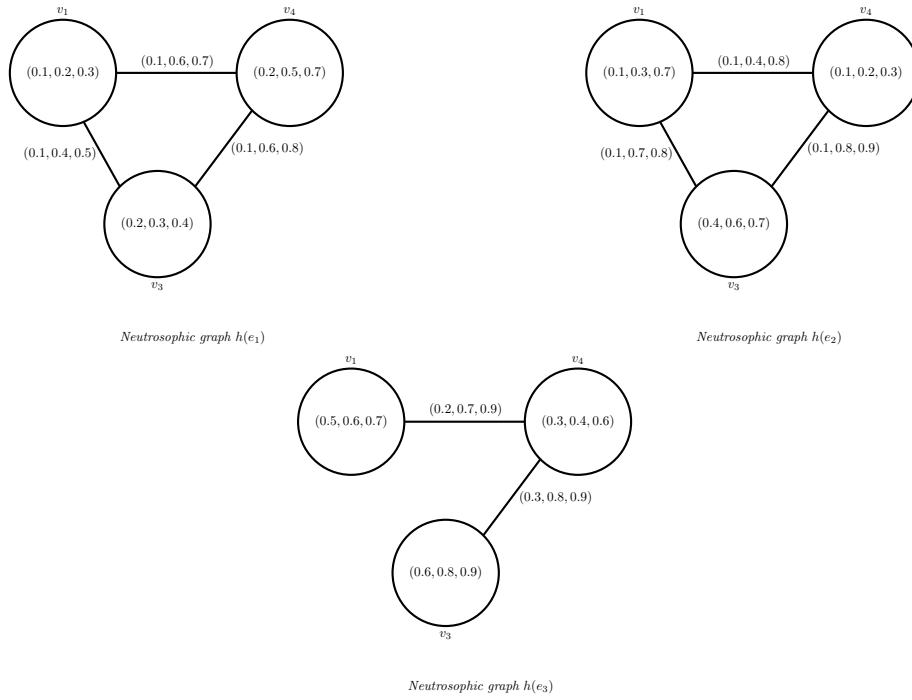 v₁ v₄
(0.1, 0.2, 0.3) (0.1, 0.6, 0.7) (0.2, 0.5, 0.7)
(0.1, 0.4, 0.5) (0.1, 0.6, 0.8)
(0.2, 0.3, 0.4)
v₃
Neutrosophic graph h(e₁)
v₁ v₄
(0.1, 0.3, 0.7) (0.1, 0.4, 0.8) (0.1, 0.2, 0.3)
(0.1, 0.7, 0.8) (0.1, 0.8, 0.9)
(0.4, 0.6, 0.7)
v₃
Neutrosophic graph h(e₂)
v₁ v₄
(0.5, 0.6, 0.7) (0.2, 0.7, 0.9) (0.3, 0.4, 0.6)
(0.3, 0.8, 0.9)
(0.6, 0.8, 0.9)
v₃
Neutrosophic graph h(e₃)